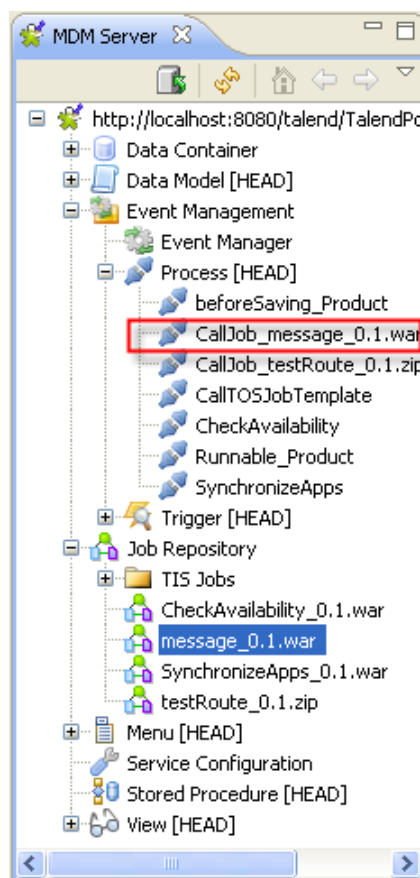 MDM Server
http://localhost:8080/talend/TalendPo
Data Container
Data Model [HEAD]
Event Management
Event Manager
Process [HEAD]
beforeSaving_Product
CallJob_message_0.1.war
CallJob_testRoute_0.1.zip
CallTOSJobTemplate
CheckAvailability
Runnable_Product
SynchronizeApps
Trigger [HEAD]
Job Repository
TIS Jobs
CheckAvailability_0.1.war
message_0.1.war
SynchronizeApps_0.1.war
testRoute_0.1.zip
Menu [HEAD]
Service Configuration
Stored Procedure [HEAD]
View [HEAD]